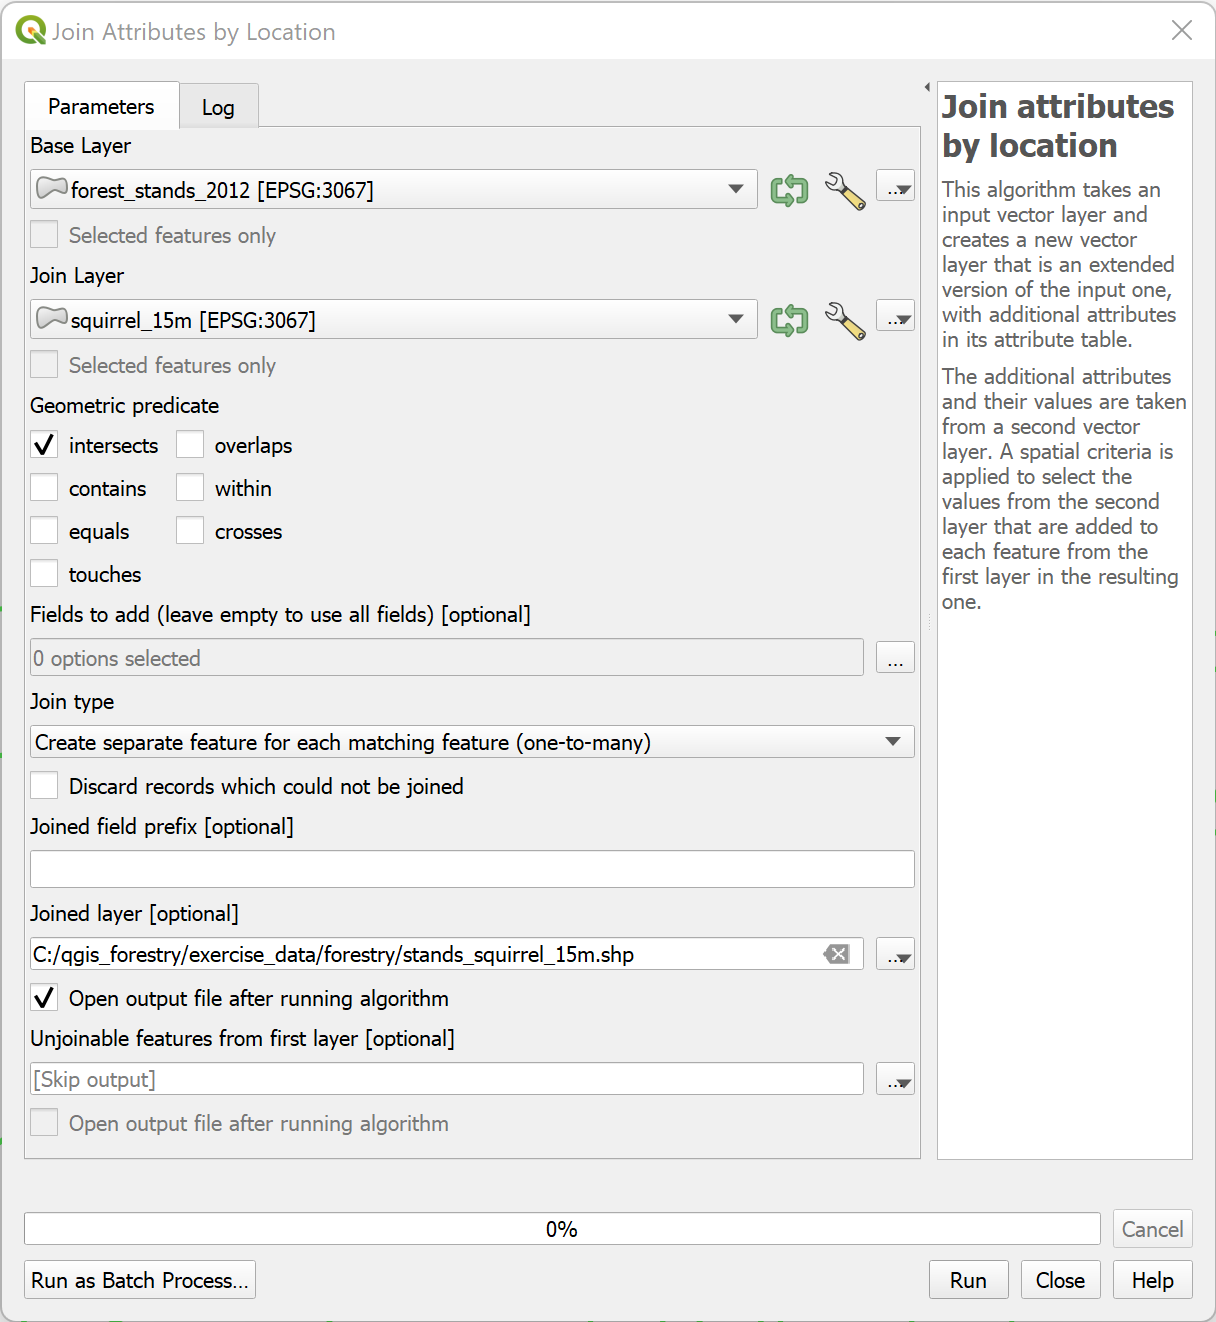 Join Attributes by Location
Parameters
Log
Base Layer
forest_stands_2012 [EPSG:3067]
...
Selected features only
Join Layer
squirrel_15m [EPSG:3067]
...
Selected features only
Geometric predicate
intersects
overlaps
contains
within
equals
crosses
touches
Fields to add (leave empty to use all fields) [optional]
0 options selected
...
Join type
Create separate feature for each matching feature (one-to-many)
Discard records which could not be joined
Joined field prefix [optional]
Joined layer [optional]
C:/qgis_forestry/exercise_data/forestry/stands_squirrel_15m.shp
...
Open output file after running algorithm
Unjoinable features from first layer [optional]
[Skip output]
...
Open output file after running algorithm
Join attributes
by location
This algorithm takes an
input vector layer and
creates a new vector
layer that is an extended
version of the input one,
with additional attributes
in its attribute table.
The additional attributes
and their values are taken
from a second vector
layer. A spatial criteria is
applied to select the
values from the second
layer that are added to
each feature from the
first layer in the resulting
one.
0%
Cancel
Run as Batch Process...
Run
Close
Help